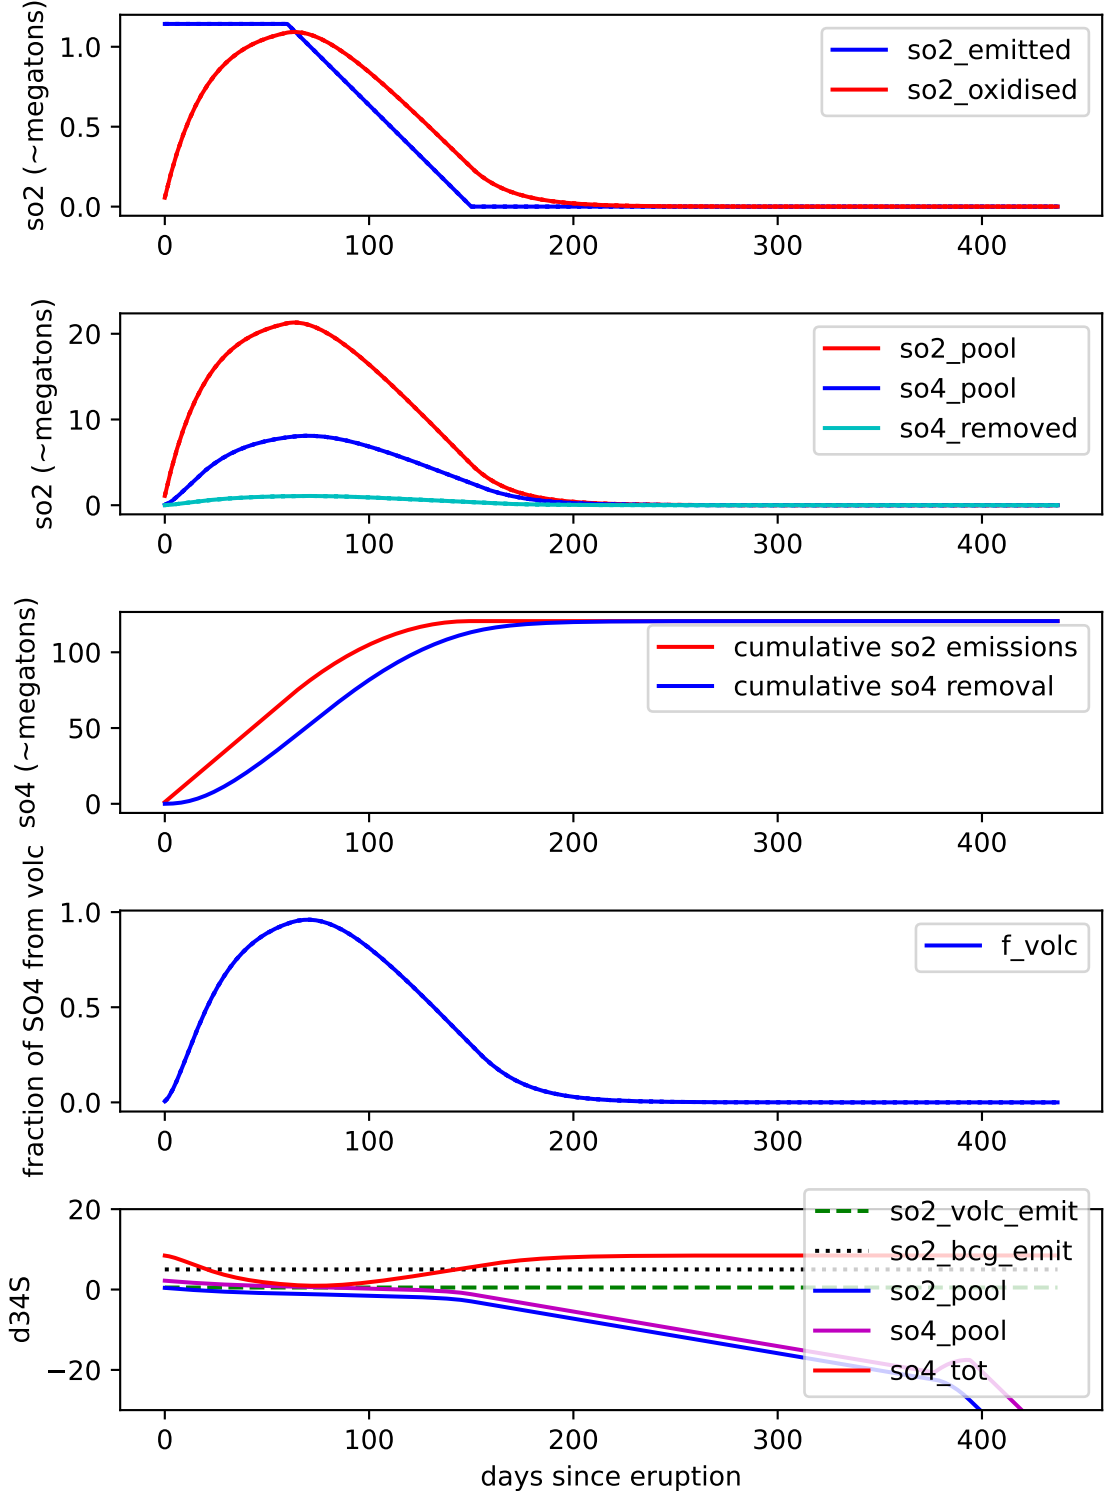 so2 (~megatons)
1.0
0.5
0.0
so2_emitted
so2_oxidised
0
100
200
300
400
so2 (~megatons)
20
10
0
so2_pool
so4_pool
so4_removed
0
100
200
300
400
so4 (~megatons)
100
50
0
cumulative so2 emissions
cumulative so4 removal
0
100
200
300
400
fraction of SO4 from volc
1.0
0.5
0.0
f_volc
0
100
200
300
400
d34S
20
0
−20
so2_volc_emit
so2_bcg_emit
so2_pool
so4_pool
so4_tot
0
100
200
300
400
days since eruption